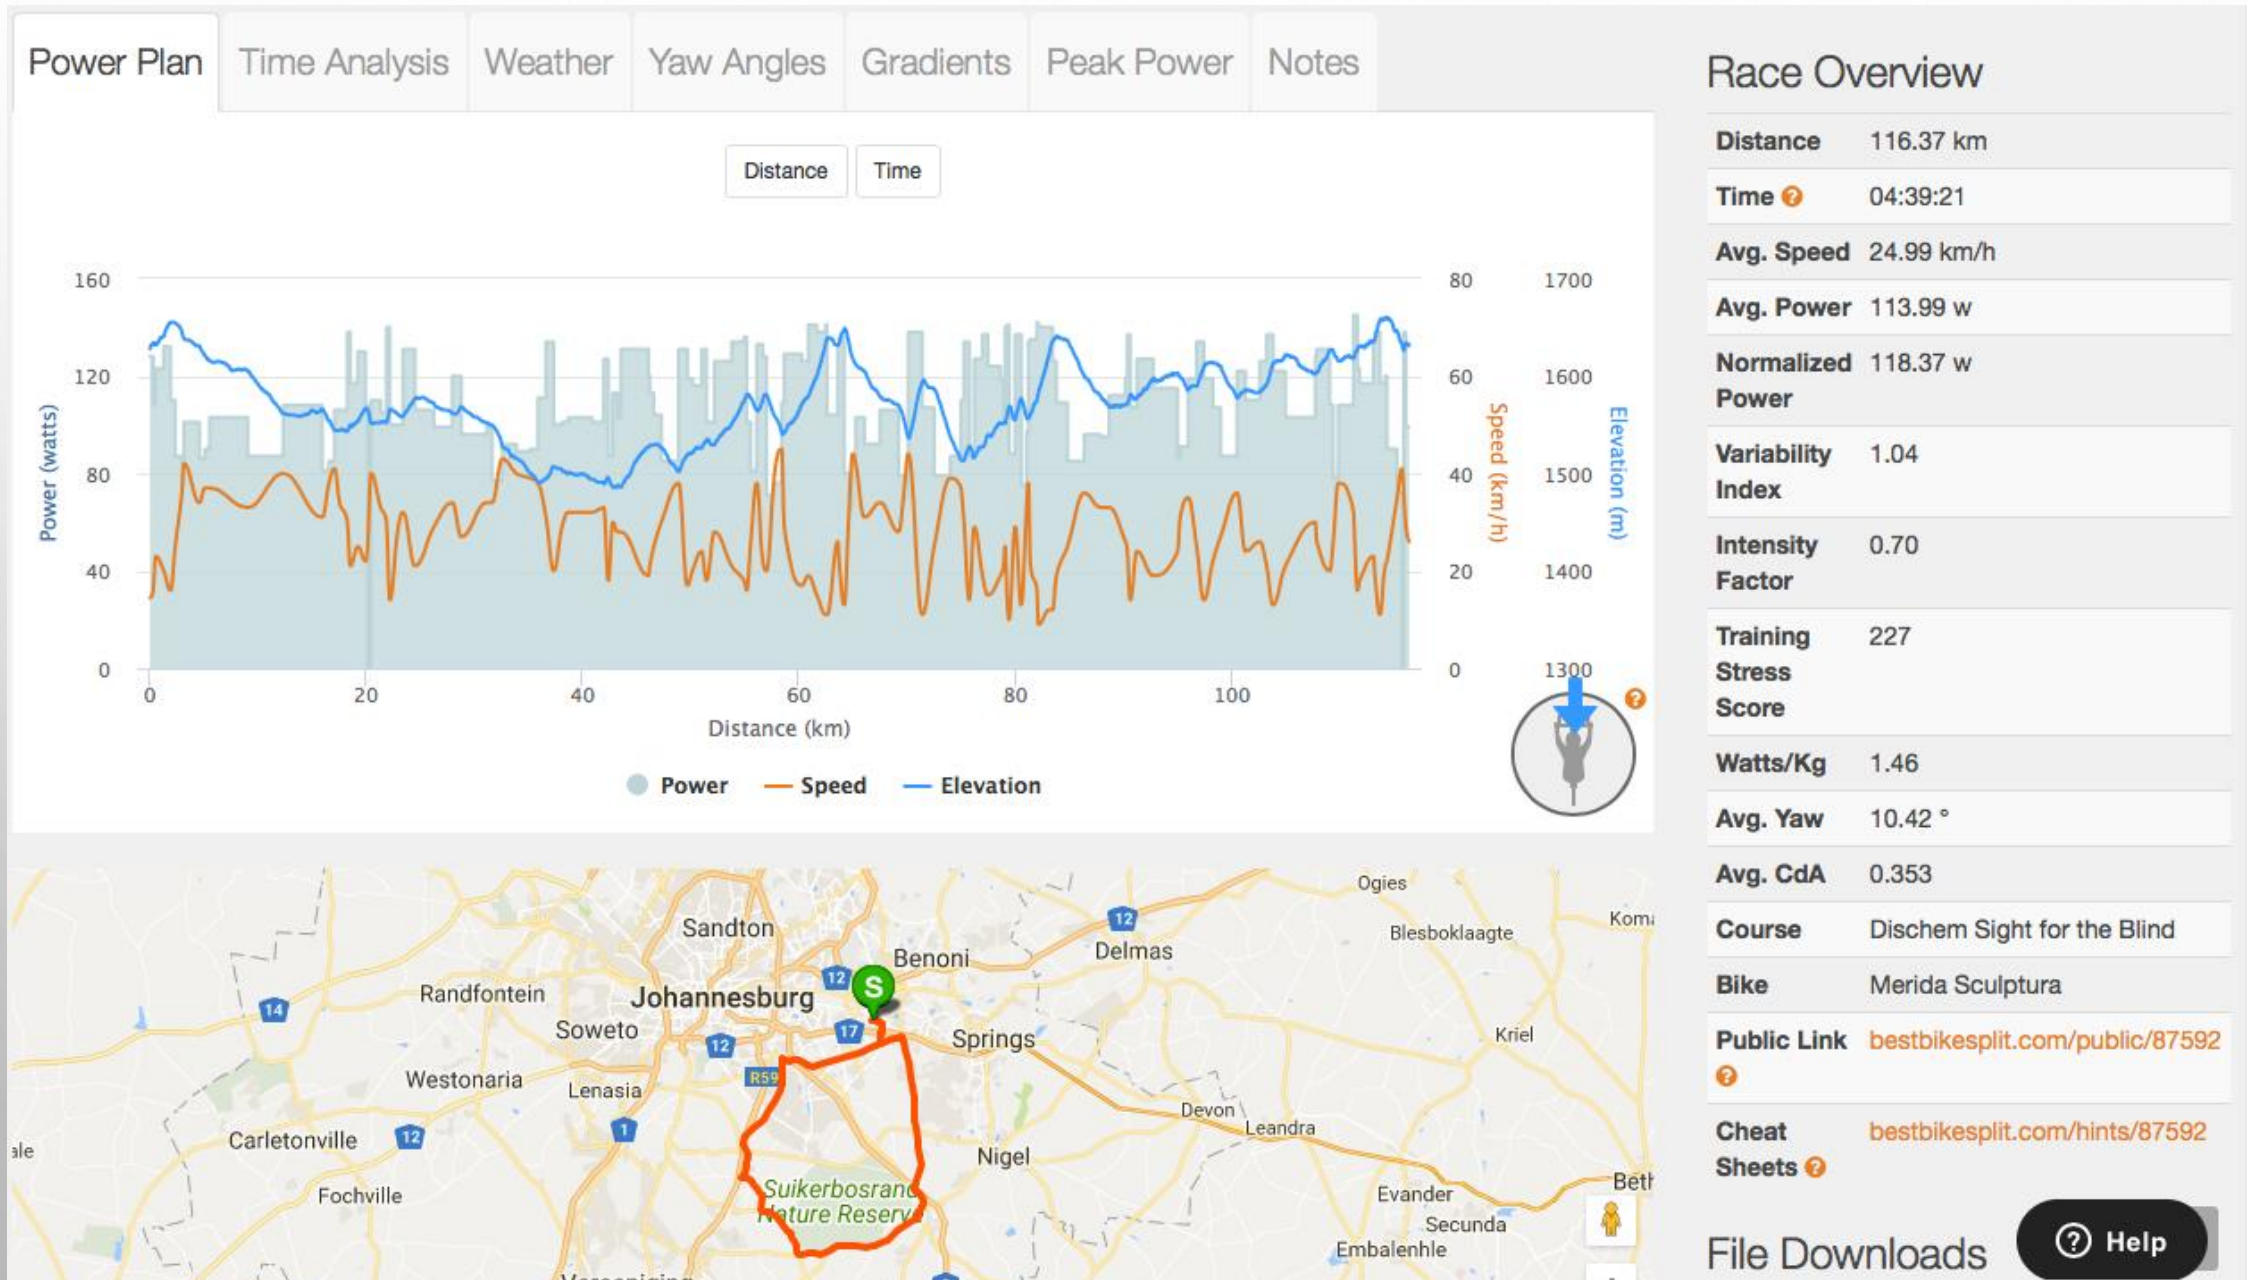 Power Plan
Time Analysis
Weather
Yaw Angles
Gradients
Peak Power
Notes
Distance
Time
160
120
80
40
0
Power (watts)
80
60
40
20
0
Speed (km/h)
1700
1600
1500
1400
1300
Elevation (m)
0
20
40
60
80
100
Distance (km)
Power
Speed
Elevation
?
Ogies
Sandton
12
Blesboklaagte
Benoni
Delmas
12
S
Randfontein
Johannesburg
14
Soweto
17
Springs
Kriel
12
Westonaria
R59
Lenasia
Devon
1
Leandra
Carletonville
12
Nigel
Fochville
Suikerbosrand
Nature Reserve
Evander
Secunda
Embalenhle
Race Overview
Distance 116.37 km
Time ? 04:39:21
Avg. Speed 24.99 km/h
Avg. Power 113.99 w
Normalized 118.37 w
Power
Variability 1.04
Index
Intensity 0.70
Factor
Training 227
Stress
Score
Watts/Kg 1.46
Avg. Yaw 10.42 °
Avg. CdA 0.353
Course Dischem Sight for the Blind
Bike Merida Sculptura
Public Link bestbikesplit.com/public/87592
?
Cheat bestbikesplit.com/hints/87592
Sheets ?
File Downloads
? Help